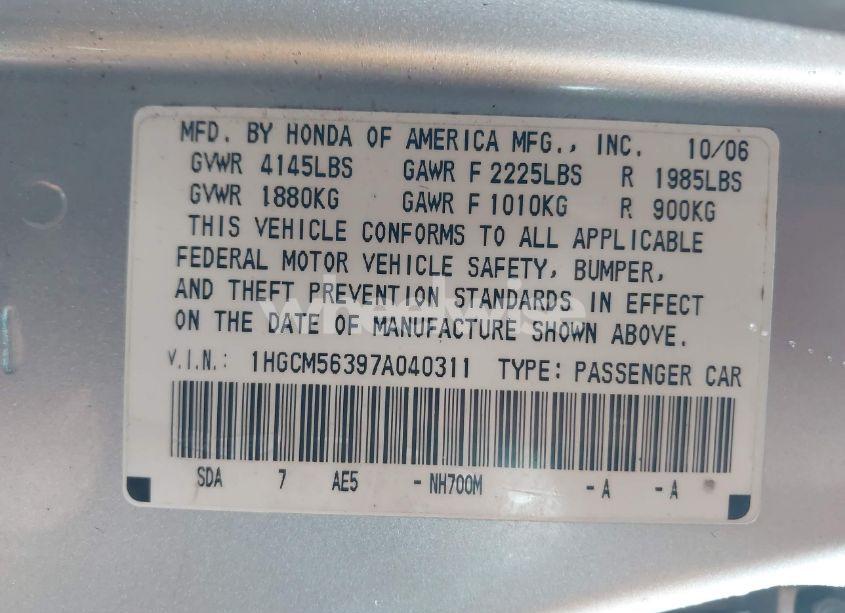 MFD. BY HONDA OF AMERICA MFG., INC. 10/06
GVWR 4145LBS GAWR F 2225LBS R 1985LBS
GVWR 1880KG GAWR F 1010KG R 900KG
THIS VEHICLE CONFORMS TO ALL APPLICABLE
FEDERAL MOTOR VEHICLE SAFETY, BUMPER,
AND THEFT PREVENTION STANDARDS IN EFFECT
wheelwise
ON THE DATE OF MANUFACTURE SHOWN ABOVE.
V.I.N.: 1HGCM56397A040311 TYPE: PASSENGER CAR
SDA 7 AE5 - NH700M - A - A